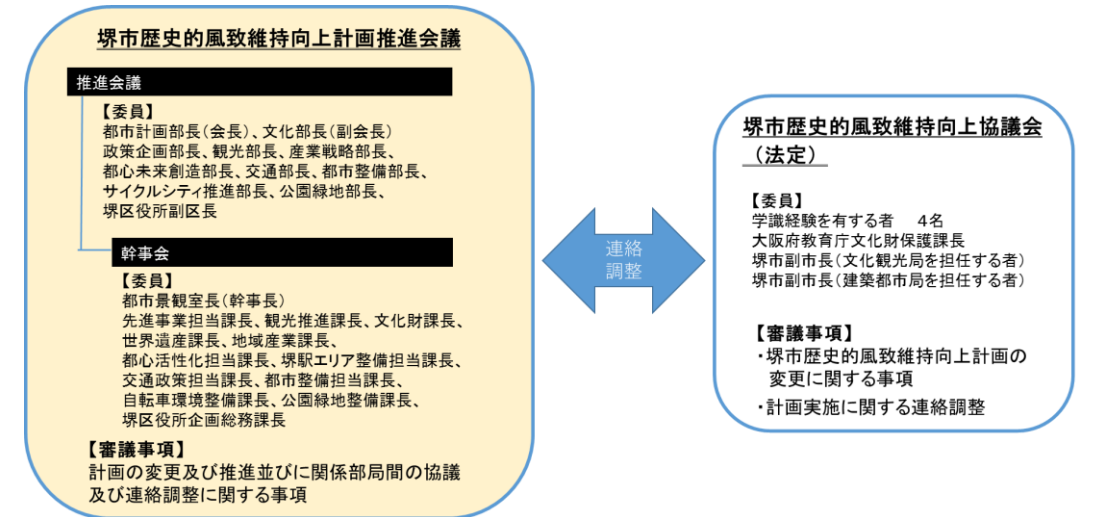 堺市歴史的風致維持向上計画推進会議
推進会議
【委員】
都市計画部長(会長)、文化部長(副会長)
政策企画部長、観光部長、産業戦略部長、
都心未来創造部長、交通部長、都市整備部長、
サイクルシティ推進部長、公園緑地部長、
堺区役所副区長
幹事会
【委員】
都市景観室長(幹事長)
先進事業担当課長、観光推進課長、文化財課長、
世界遺産課長、地域産業課長、
都心活性化担当課長、堺駅エリア整備担当課長、
交通政策担当課長、都市整備担当課長、
自転車環境整備課長、公園緑地整備課長、
堺区役所企画総務課長
【審議事項】
計画の変更及び推進並びに関係部局間の協議
及び連絡調整に関する事項
連絡
調整
堺市歴史的風致維持向上協議会
(法定)
【委員】
学識経験を有する者 4名
大阪府教育庁文化財保護課長
堺市副市長(文化観光局を担任する者)
堺市副市長(建築都市局を担任する者)
【審議事項】
・堺市歴史的風致維持向上計画の
変更に関する事項
・計画実施に関する連絡調整